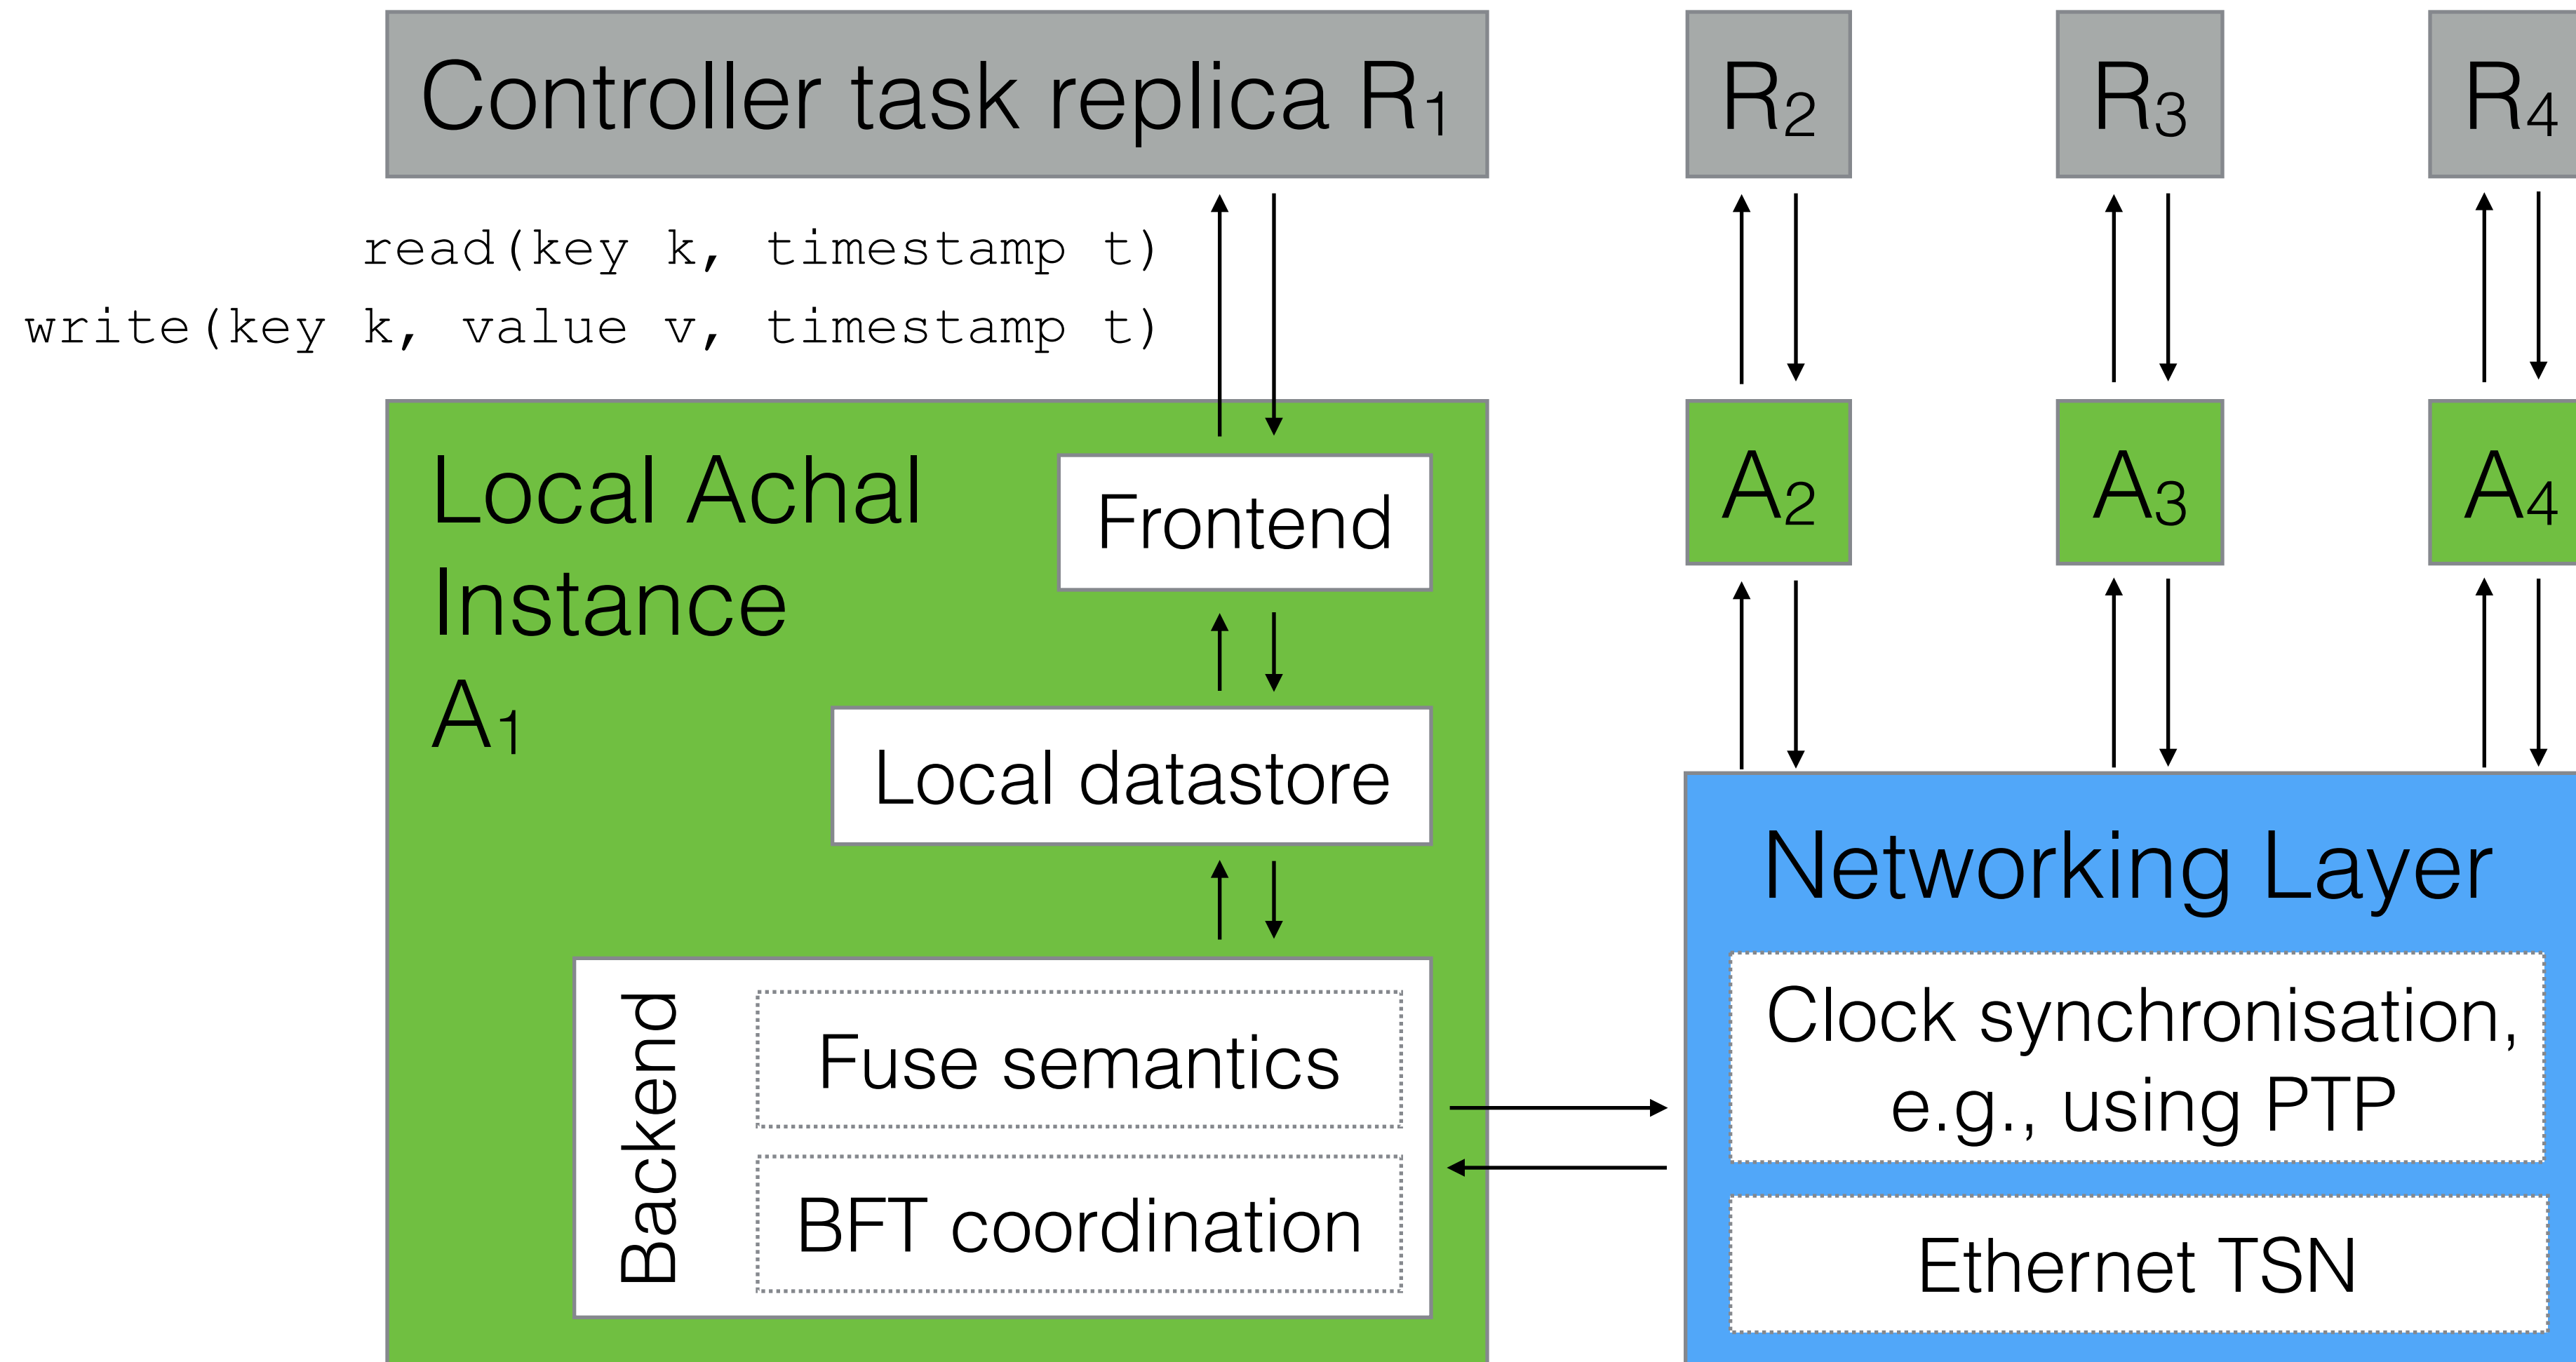 Controller task replica R1
R2
R3
R4
read(key k, timestamp t)
write(key k, value v, timestamp t)
Local Achal
Instance
A1
Frontend
Local datastore
Backend
Fuse semantics
BFT coordination
A2
A3
A4
Networking Layer
Clock synchronisation,
e.g., using PTP
Ethernet TSN